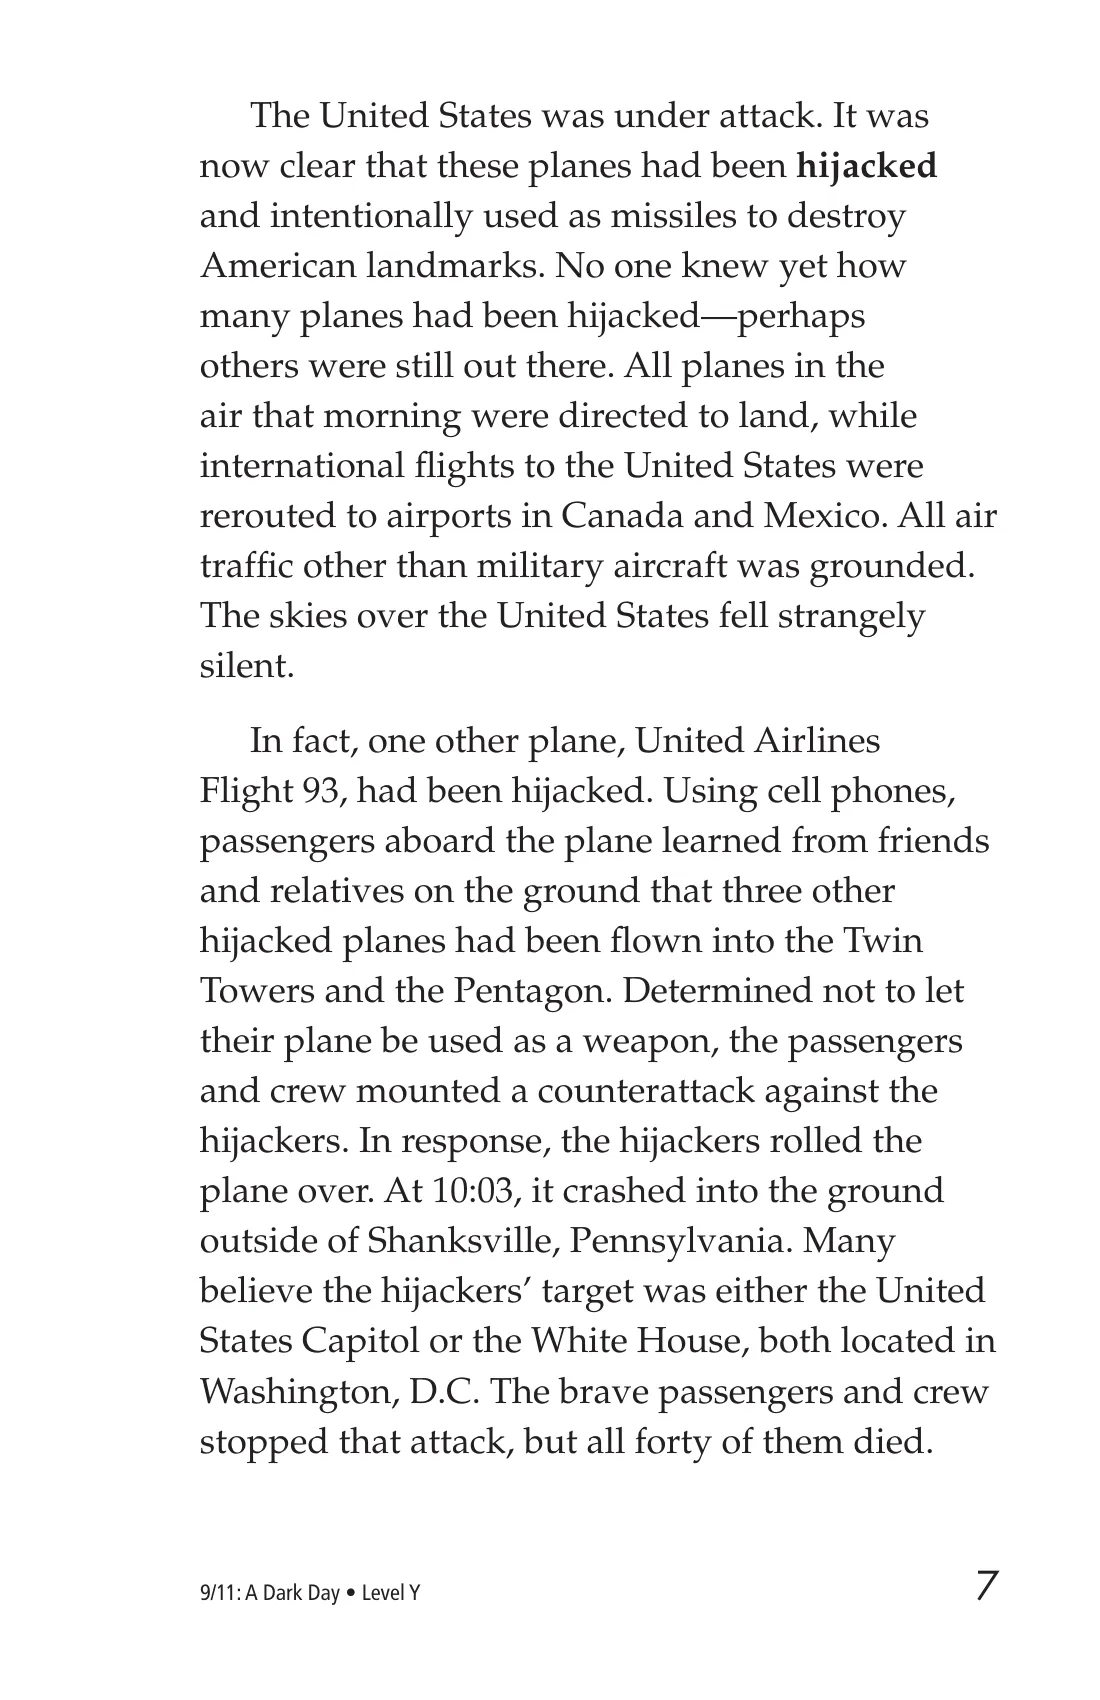 The United States was under attack. It was
now clear that these planes had been hijacked
and intentionally used as missiles to destroy
American landmarks. No one knew yet how
many planes had been hijacked—perhaps
others were still out there. All planes in the
air that morning were directed to land, while
international flights to the United States were
rerouted to airports in Canada and Mexico. All air
traffic other than military aircraft was grounded.
The skies over the United States fell strangely
silent.
In fact, one other plane, United Airlines
Flight 93, had been hijacked. Using cell phones,
passengers aboard the plane learned from friends
and relatives on the ground that three other
hijacked planes had been flown into the Twin
Towers and the Pentagon. Determined not to let
their plane be used as a weapon, the passengers
and crew mounted a counterattack against the
hijackers. In response, the hijackers rolled the
plane over. At 10:03, it crashed into the ground
outside of Shanksville, Pennsylvania. Many
believe the hijackers’ target was either the United
States Capitol or the White House, both located in
Washington, D.C. The brave passengers and crew
stopped that attack, but all forty of them died.
9/11: A Dark Day • Level Y
7